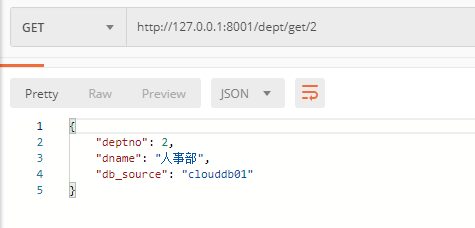 GET http://127.0.0.1:8001/dept/get/2
Pretty Raw Preview JSON
1 {
2 "deptno": 2,
3 "dname": "人事部",
4 "db_source": "clouddb01"
5 }